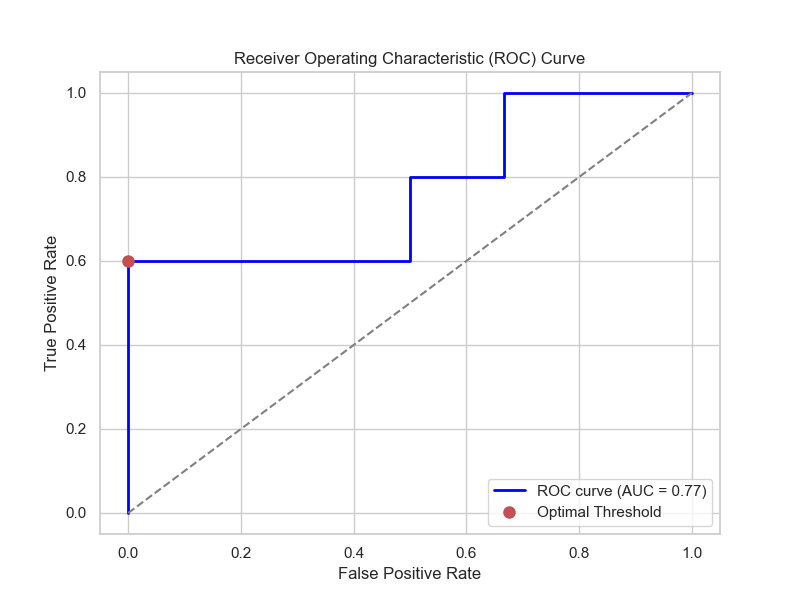 Receiver Operating Characteristic (ROC) Curve
True Positive Rate
1.0
0.8
0.6
0.4
0.2
0.0
0.0 0.2 0.4 0.6 0.8 1.0
False Positive Rate
ROC curve (AUC = 0.77)
Optimal Threshold